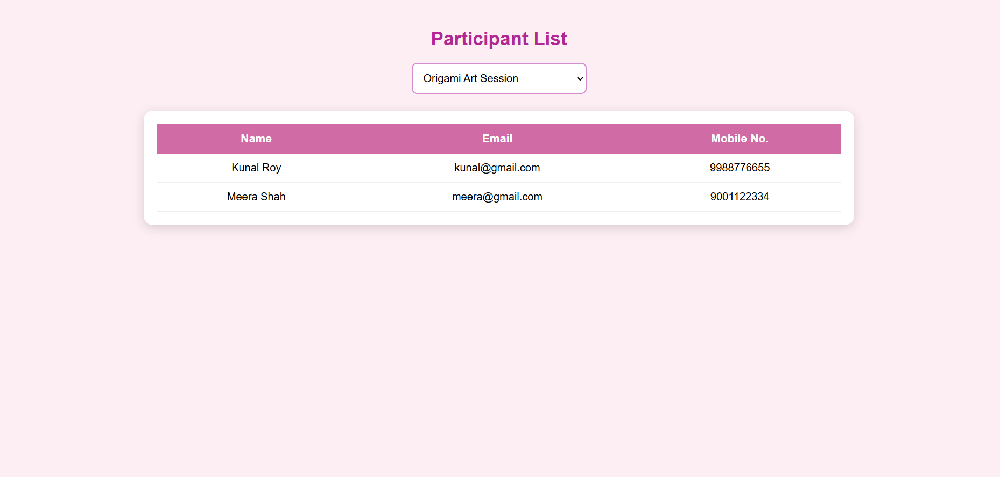 Participant List
Origami Art Session
Name Email Mobile No.
Kunal Roy kunal@gmail.com 9988776655
Meera Shah meera@gmail.com 9001122334